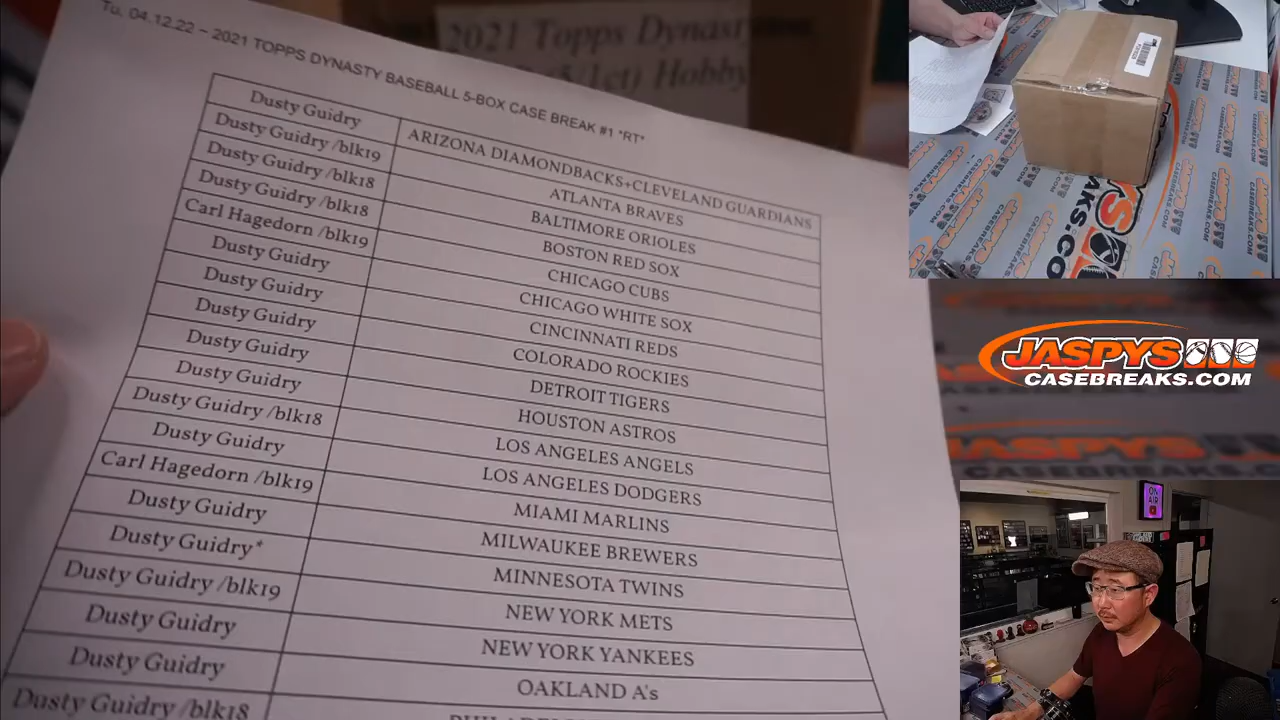 Tu. 04.12.22 – 2021 TOPPS DYNASTY BASEBALL 5-BOX CASE BREAK #1 *RT*
Dusty Guidry ARIZONA DIAMONDBACKS+CLEVELAND GUARDIANS
Dusty Guidry /blk19 ATLANTA BRAVES
Dusty Guidry /blk18 BALTIMORE ORIOLES
Dusty Guidry /blk18 BOSTON RED SOX
Carl Hagedorn /blk19 CHICAGO CUBS
Dusty Guidry CHICAGO WHITE SOX
Dusty Guidry CINCINNATI REDS
Dusty Guidry COLORADO ROCKIES
Dusty Guidry DETROIT TIGERS
Dusty Guidry HOUSTON ASTROS
Dusty Guidry /blk18 LOS ANGELES ANGELS
Dusty Guidry LOS ANGELES DODGERS
Carl Hagedorn /blk19 MIAMI MARLINS
Dusty Guidry MILWAUKEE BREWERS
Dusty Guidry* MINNESOTA TWINS
Dusty Guidry /blk19 NEW YORK METS
Dusty Guidry NEW YORK YANKEES
Dusty Guidry OAKLAND A's
Dusty Guidry /blk18
2021 Topps Dynast
Hobby
JASPYS
CASEBREAKS.COM
ON AIR